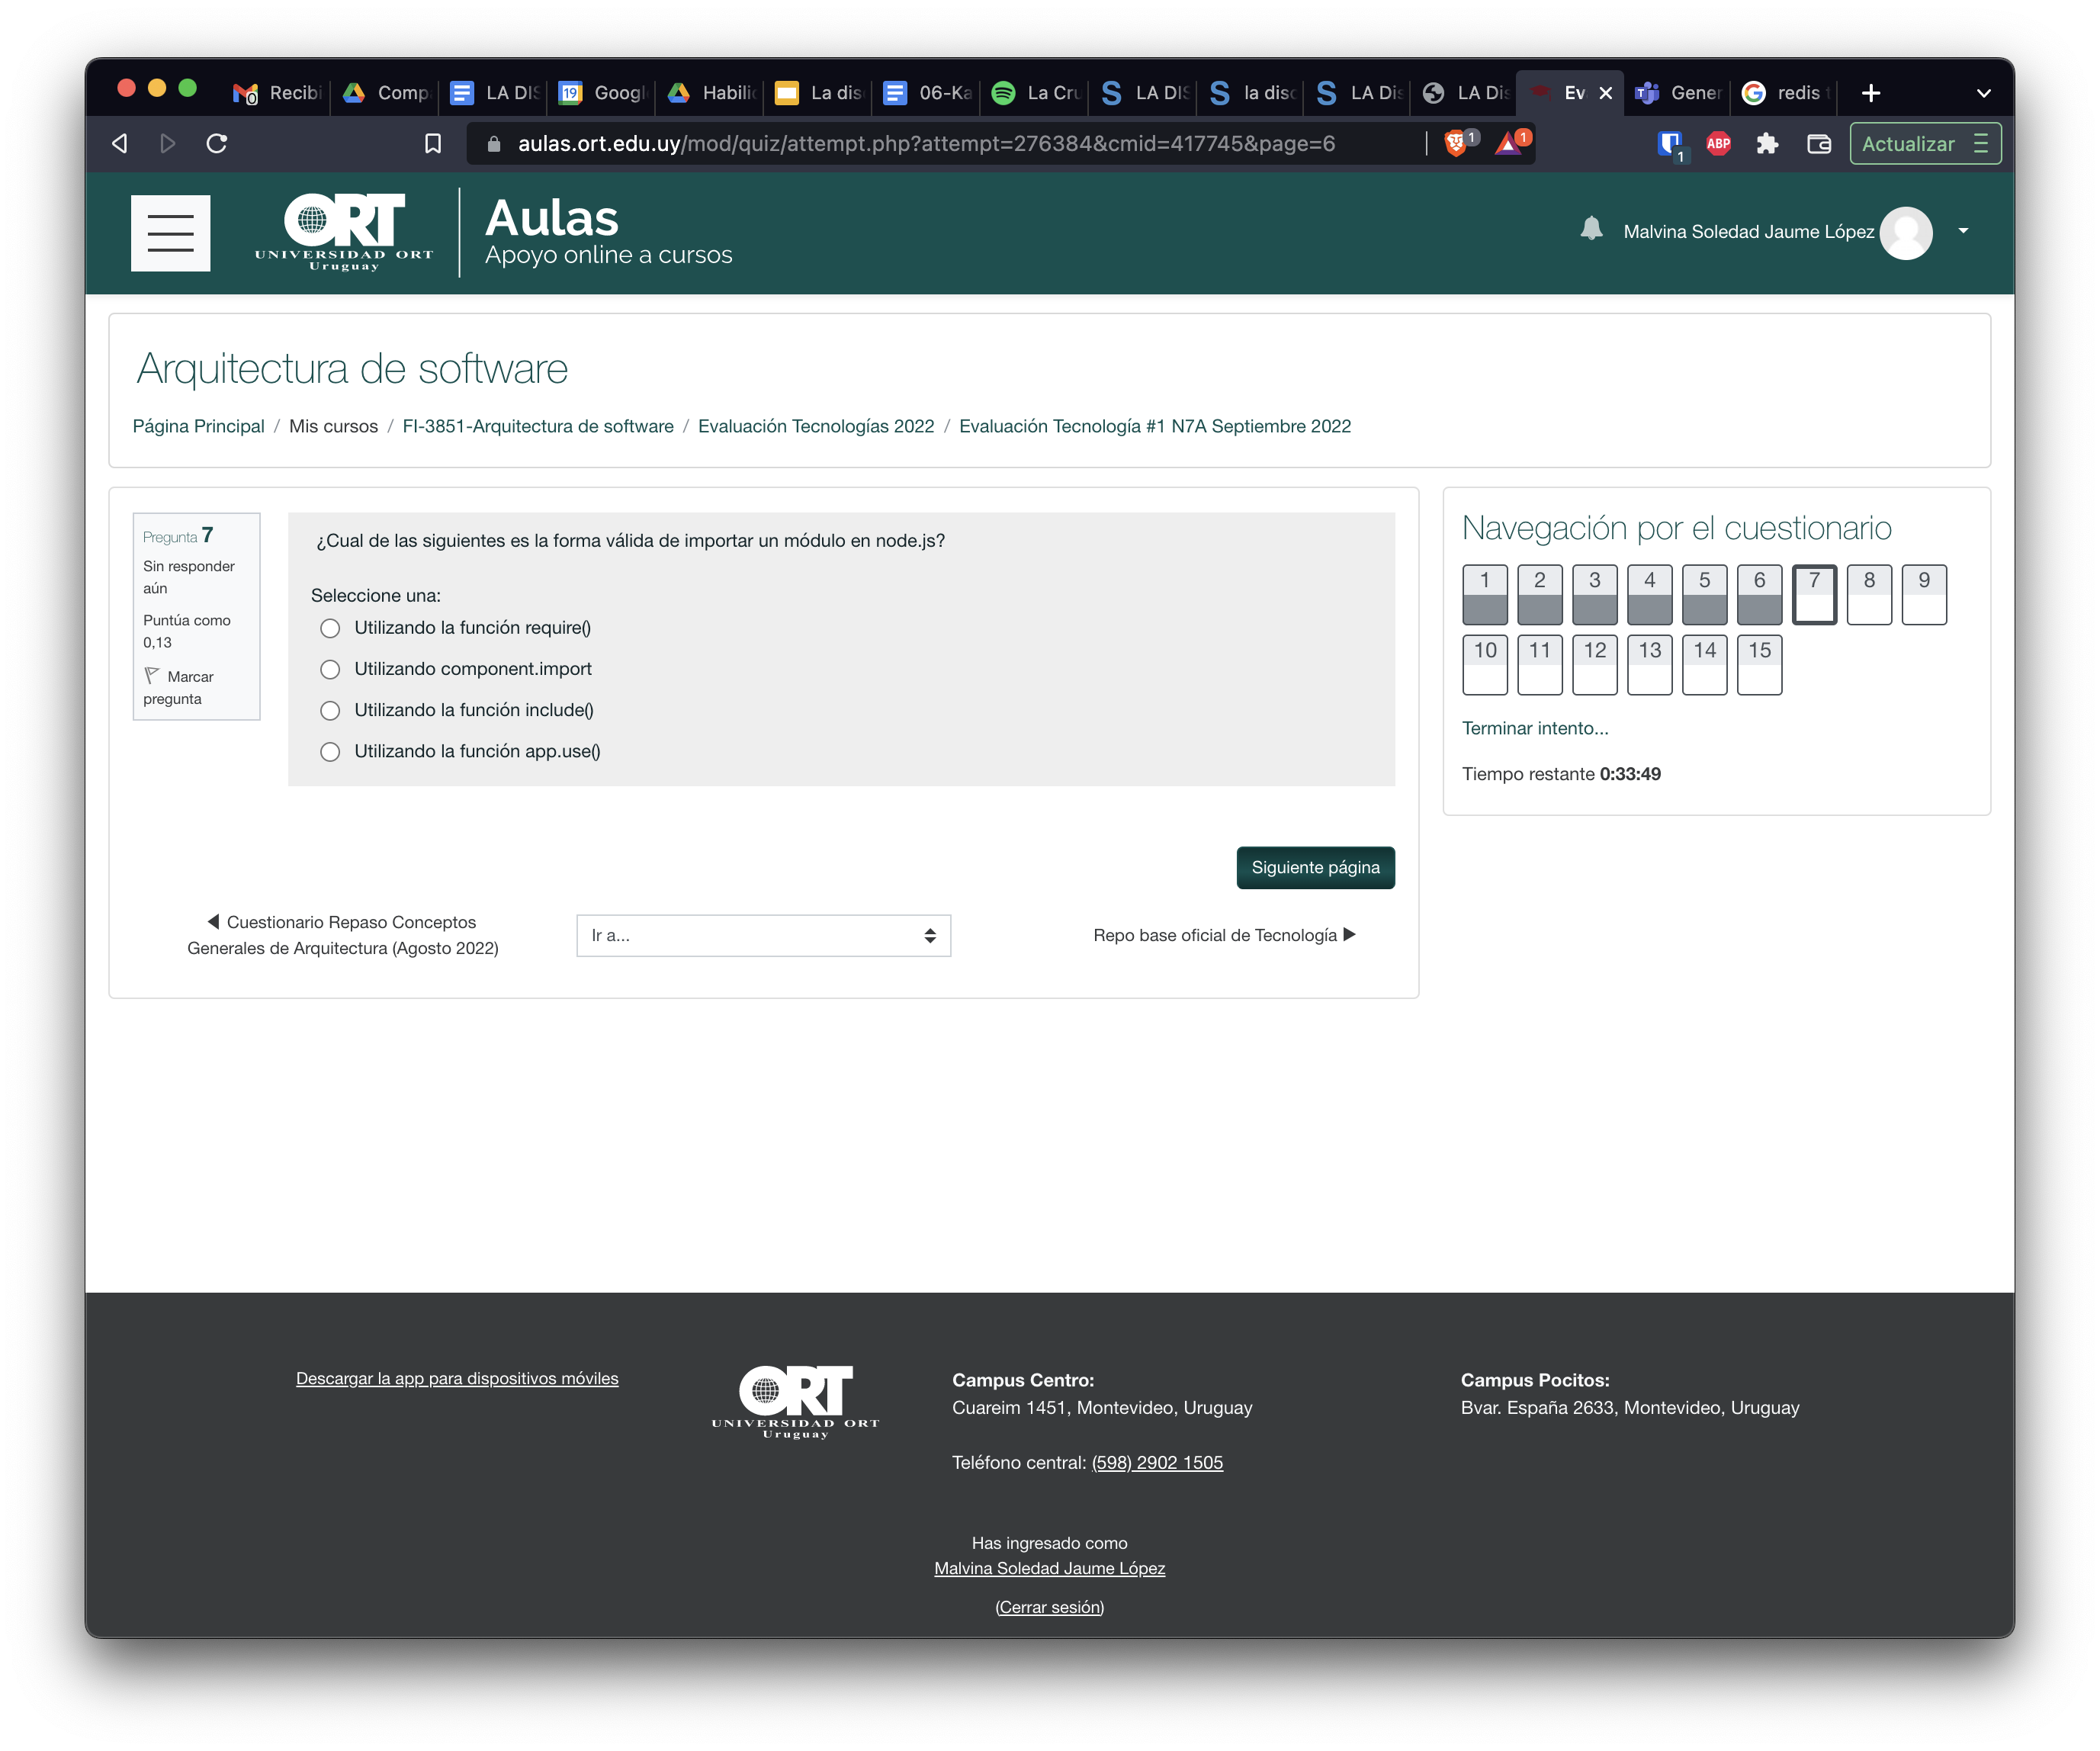 Recibi
Comp
LA DIS
Googl
Habilid
La dis
06-Ka
La Cru
LA DIS
la disc
LA Dis
LA Dis
Ev
Gener
redis t
aulas.ort.edu.uy/mod/quiz/attempt.php?attempt=276384&cmid=417745&page=6
1
1
1
ABP
Actualizar
ORT
UNIVERSIDAD ORT
Uruguay
Aulas
Apoyo online a cursos
Malvina Soledad Jaume López
Arquitectura de software
Página Principal / Mis cursos / FI-3851-Arquitectura de software / Evaluación Tecnologías 2022 / Evaluación Tecnología #1 N7A Septiembre 2022
Pregunta 7
Sin responder
aún
Puntúa como
0,13
Marcar
pregunta
¿Cual de las siguientes es la forma válida de importar un módulo en node.js?
Seleccione una:
Utilizando la función require()
Utilizando component.import
Utilizando la función include()
Utilizando la función app.use()
Siguiente página
Cuestionario Repaso Conceptos
Generales de Arquitectura (Agosto 2022)
Ir a...
Repo base oficial de Tecnología
Navegación por el cuestionario
1 2 3 4 5 6 7 8 9
10 11 12 13 14 15
Terminar intento...
Tiempo restante 0:33:49
Descargar la app para dispositivos móviles
ORT
UNIVERSIDAD ORT
Uruguay
Campus Centro:
Cuareim 1451, Montevideo, Uruguay
Teléfono central: (598) 2902 1505
Campus Pocitos:
Bvar. España 2633, Montevideo, Uruguay
Has ingresado como
Malvina Soledad Jaume López
(Cerrar sesión)